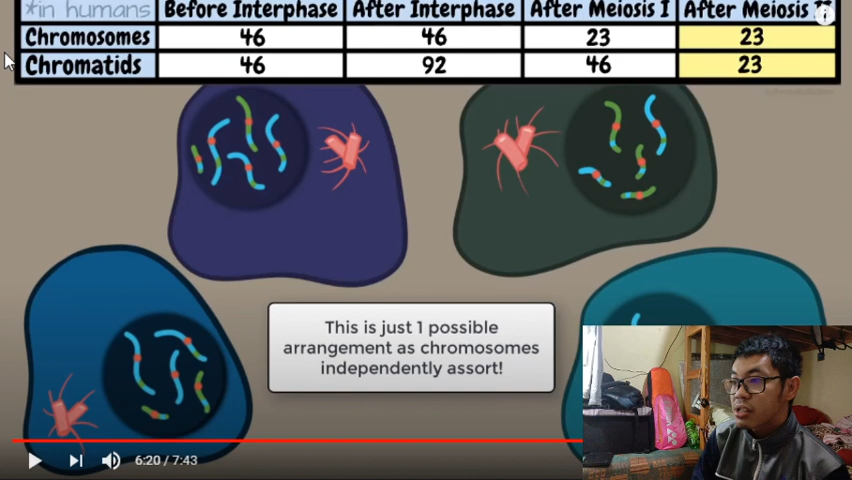 *in humans Before Interphase After Interphase After Meiosis I After Meiosis
Chromosomes 46 46 23 23
Chromatids 46 92 46 23
This is just 1 possible
arrangement as chromosomes
independently assort!
6:20 / 7:43